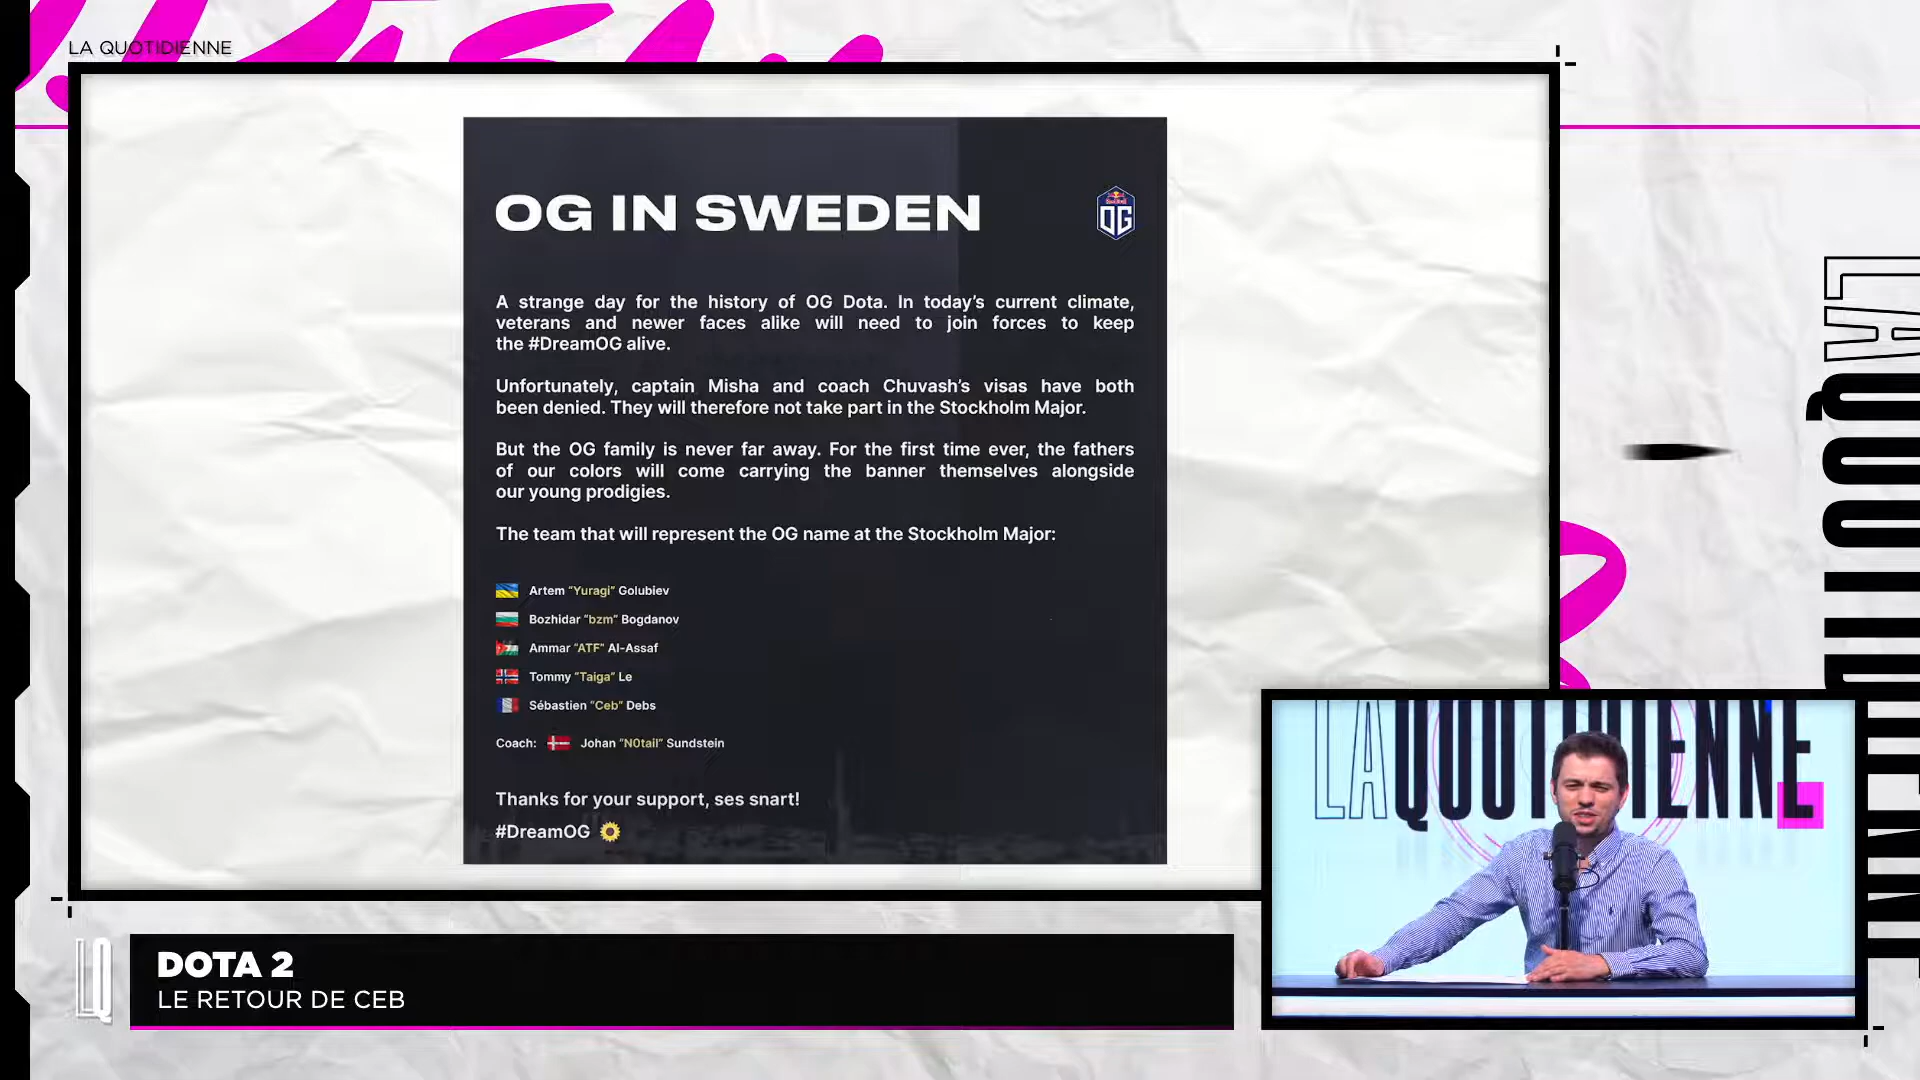 LA QUOTIDIENNE
OG IN SWEDEN
OG
A strange day for the history of OG Dota. In today's current climate,
veterans and newer faces alike will need to join forces to keep
the #DreamOG alive.
Unfortunately, captain Misha and coach Chuvash's visas have both
been denied. They will therefore not take part in the Stockholm Major.
But the OG family is never far away. For the first time ever, the fathers
of our colors will come carrying the banner themselves alongside
our young prodigies.
The team that will represent the OG name at the Stockholm Major:
Artem "Yuragi" Golubiev
Bozhidar "bzm" Bogdanov
Ammar "ATF" Al-Assaf
Tommy "Taiga" Le
Sébastien "Ceb" Debs
Coach: Johan "N0tail" Sundstein
Thanks for your support, ses snart!
#DreamOG
LA QUOTIDIENNE
LA QUOTIDIENNE
LQ
DOTA 2
LE RETOUR DE CEB